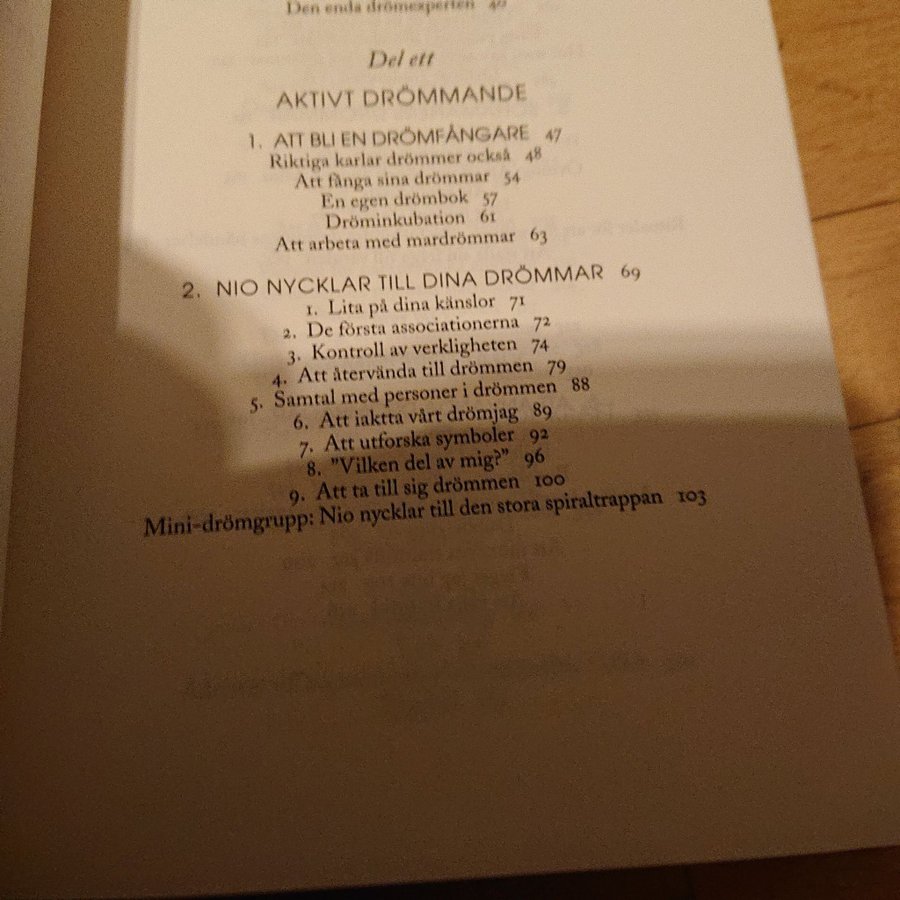 Den enda drömexperten 40
Del ett
AKTIVT DRÖMMANDE
1. ATT BLI EN DRÖMFÅNGARE 47
Riktiga karlar drömmer också 48
Att fånga sina drömmar 54
En egen drömbok 57
Dröminkubation 61
Att arbeta med mardrömmar 63
2. NIO NYCKLAR TILL DINA DRÖMMAR 69
1. Lita på dina känslor 71
2. De första associationerna 72
3. Kontroll av verkligheten 74
4. Att återvända till drömmen 79
5. Samtal med personer i drömmen 88
6. Att iaktta vårt drömjag 89
7. Att utforska symboler 92
8. ”Vilken del av mig?” 96
9. Att ta till sig drömmen 100
Mini-drömgrupp: Nio nycklar till den stora spiraltrappan 103